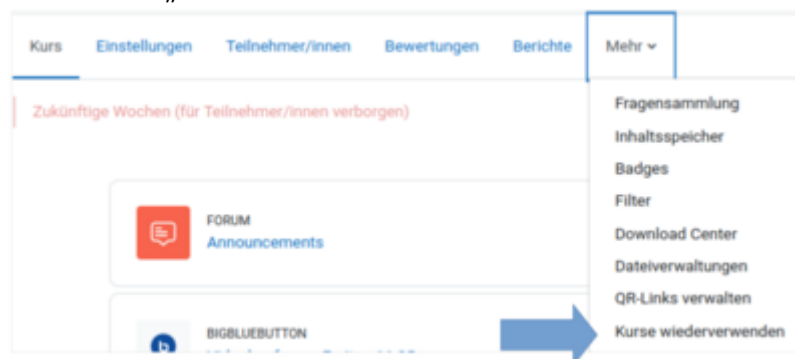 „
Kurs Einstellungen Teilnehmer/innen Bewertungen Berichte Mehr
Zukünftige Wochen (für Teilnehmer/innen verborgen)
FORUM
Announcements
BIGBLUEBUTTON
Fragensammlung
Inhaltsspeicher
Badges
Filter
Download Center
Dateiverwaltungen
QR-Links verwalten
Kurse wiederverwenden